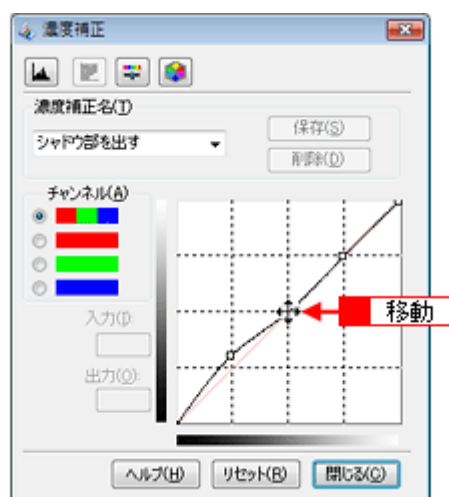 濃度補正
濃度補正名(T)
シャドウ部を出す
保存(S)
削除(D)
チャンネル(A)
入力(I):
出力(O):
移動
ヘルプ(H)
リセット(R)
閉じる(C)